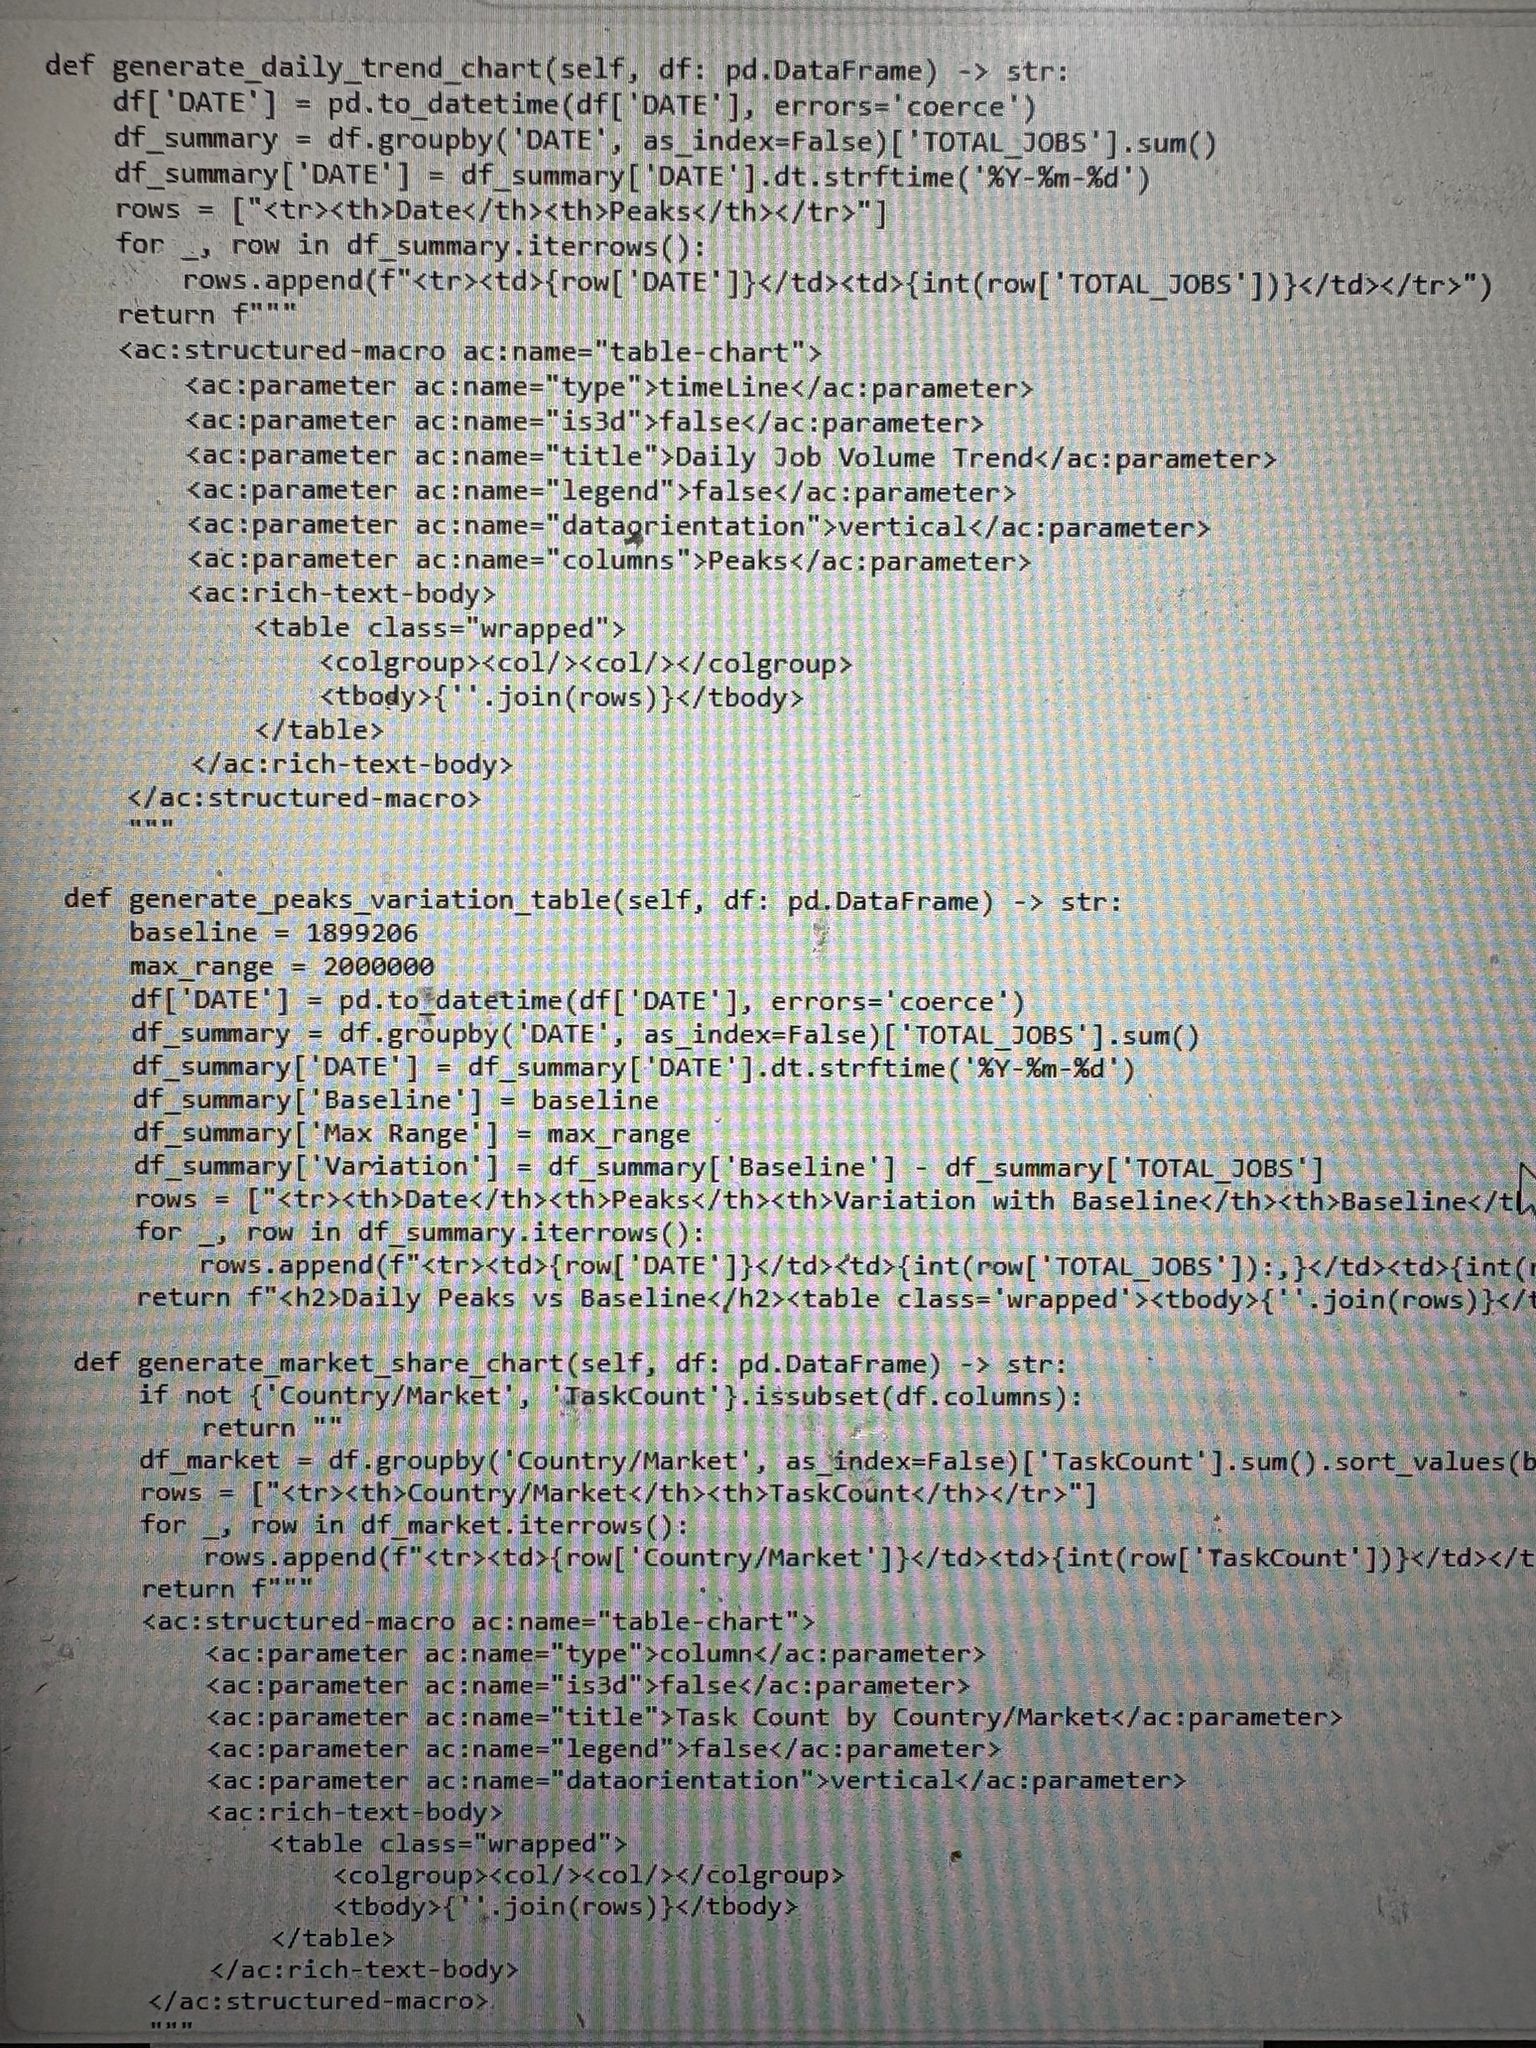 def generate_daily_trend_chart(self, df: pd.DataFrame) -> str:
    df['DATE'] = pd.to_datetime(df['DATE'], errors='coerce')
    df_summary = df.groupby('DATE', as_index=False)['TOTAL_JOBS'].sum()
    df_summary['DATE'] = df_summary['DATE'].dt.strftime('%Y-%m-%d')
    rows = ["<tr><th>Date</th><th>Peaks</th></tr>"]
    for _, row in df_summary.iterrows():
        rows.append(f"<tr><td>{row['DATE']}</td><td>{int(row['TOTAL_JOBS'])}</td></tr>")
    return f"""
    <ac:structured-macro ac:name="table-chart">
        <ac:parameter ac:name="type">timeLine</ac:parameter>
        <ac:parameter ac:name="is3d">false</ac:parameter>
        <ac:parameter ac:name="title">Daily Job Volume Trend</ac:parameter>
        <ac:parameter ac:name="legend">false</ac:parameter>
        <ac:parameter ac:name="dataorientation">vertical</ac:parameter>
        <ac:parameter ac:name="columns">Peaks</ac:parameter>
        <ac:rich-text-body>
            <table class="wrapped">
                <colgroup><col/><col/></colgroup>
                <tbody>{''.join(rows)}</tbody>
            </table>
        </ac:rich-text-body>
    </ac:structured-macro>
    """
def generate_peaks_variation_table(self, df: pd.DataFrame) -> str:
    baseline = 1899206
    max_range = 2000000
    df['DATE'] = pd.to_datetime(df['DATE'], errors='coerce')
    df_summary = df.groupby('DATE', as_index=False)['TOTAL_JOBS'].sum()
    df_summary['DATE'] = df_summary['DATE'].dt.strftime('%Y-%m-%d')
    df_summary['Baseline'] = baseline
    df_summary['Max Range'] = max_range
    df_summary['Variation'] = df_summary['Baseline'] - df_summary['TOTAL_JOBS']
    rows = ["<tr><th>Date</th><th>Peaks</th><th>Variation with Baseline</th><th>Baseline</t
    for _, row in df_summary.iterrows():
        rows.append(f"<tr><td>{row['DATE']}</td><td>{int(row['TOTAL_JOBS']):,}</td><td>{int(r
    return f"<h2>Daily Peaks vs Baseline</h2><table class='wrapped'><tbody>{''.join(rows)}</t
def generate_market_share_chart(self, df: pd.DataFrame) -> str:
    if not {'Country/Market', 'TaskCount'}.issubset(df.columns):
        return ""
    df_market = df.groupby('Country/Market', as_index=False)['TaskCount'].sum().sort_values(b
    rows = ["<tr><th>Country/Market</th><th>TaskCount</th></tr>"]
    for _, row in df_market.iterrows():
        rows.append(f"<tr><td>{row['Country/Market']}</td><td>{int(row['TaskCount'])}</td></t
    return f"""
    <ac:structured-macro ac:name="table-chart">
        <ac:parameter ac:name="type">column</ac:parameter>
        <ac:parameter ac:name="is3d">false</ac:parameter>
        <ac:parameter ac:name="title">Task Count by Country/Market</ac:parameter>
        <ac:parameter ac:name="legend">false</ac:parameter>
        <ac:parameter ac:name="dataorientation">vertical</ac:parameter>
        <ac:rich-text-body>
            <table class="wrapped">
                <colgroup><col/><col/></colgroup>
                <tbody>{''.join(rows)}</tbody>
            </table>
        </ac:rich-text-body>
    </ac:structured-macro>
    """